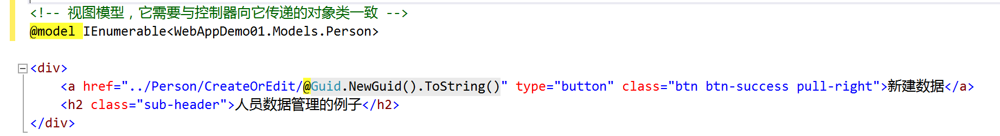 <!-- 视图模型，它需要与控制器向它传递的对象类一致 -->
@model IEnumerable<WebAppDemo01.Models.Person>
<div>
<a href="../Person/CreateOrEdit/@Guid.NewGuid().ToString()" type="button" class="btn btn-success pull-right">新建数据</a>
<h2 class="sub-header">人员数据管理的例子</h2>
</div>